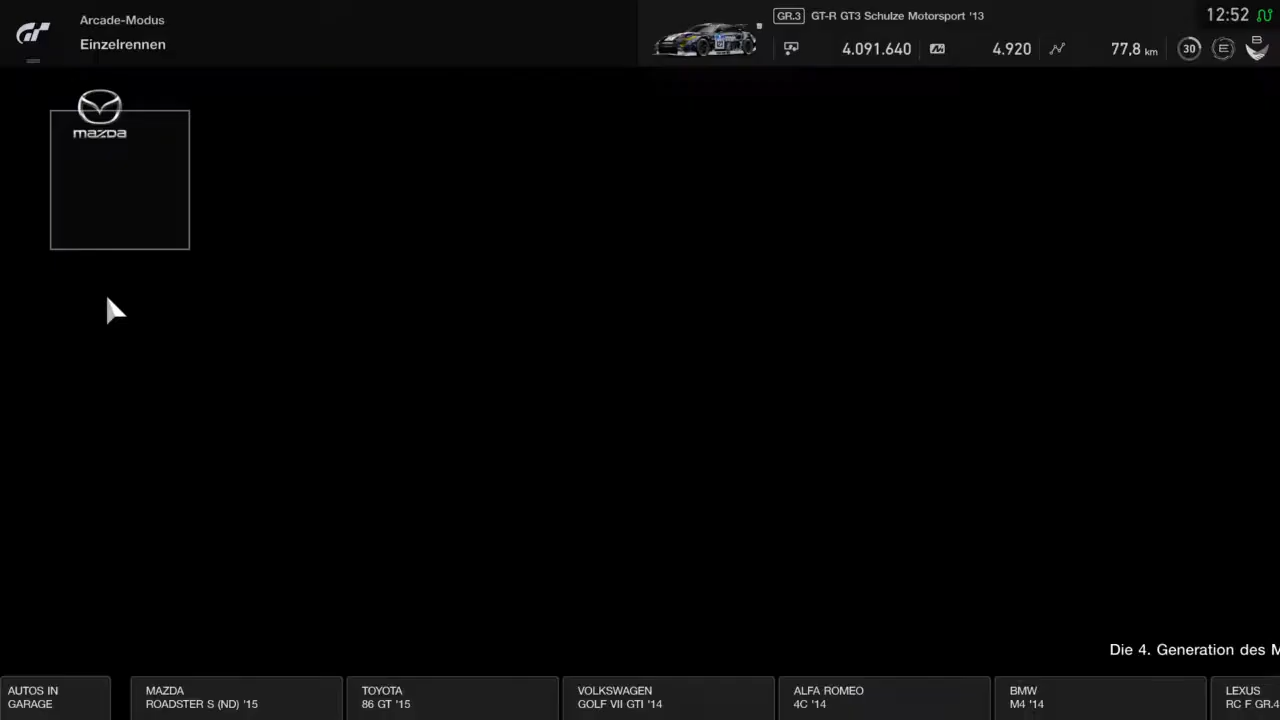 Arcade-Modus
Einzelrennen
GR.3 GT-R GT3 Schulze Motorsport '13
4.091.640 4.920 77,8 km 30 E B
12:52
mazda
Die 4. Generation des M
AUTOS IN
GARAGE
MAZDA
ROADSTER S (ND) '15
TOYOTA
86 GT '15
VOLKSWAGEN
GOLF VII GTI '14
ALFA ROMEO
4C '14
BMW
M4 '14
LEXUS
RC F GR.4